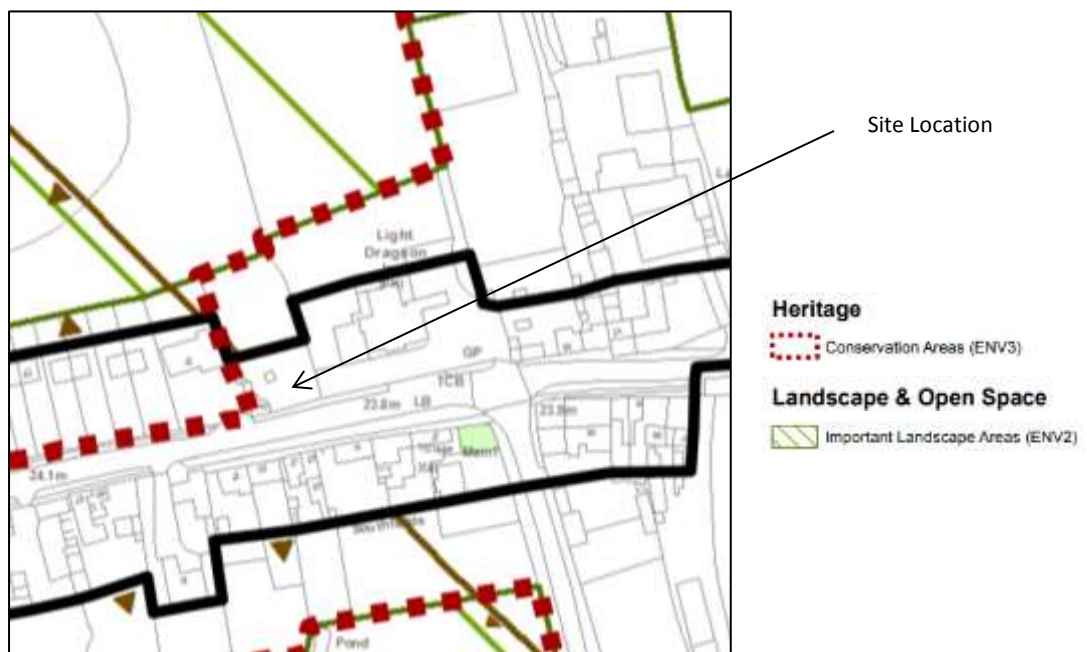 Site Location
Light
Dragoon
GP
TCB
23.8m
LB
23.8m
24.1m
Pond
Heritage
Conservation Areas (ENV3)
Landscape & Open Space
Important Landscape Areas (ENV2)